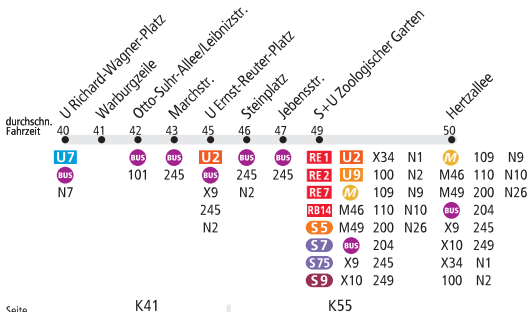 U Richard-Wagner-Platz
Warburgzeile
Otto-Suhr-Allee/Leibnizstr.
Marchstr.
U Ernst-Reuter-Platz
Steinplatz
Jebensstr.
S+U Zoologischer Garten
Hertzallee
durchschn.
Fahrzeit 40 41 42 43 45 46 47 49 50
U7 BUS BUS U2 BUS BUS RE1 U2 X34 N1 M 109 N9
BUS 101 245 BUS 245 245 RE2 U9 100 N2 M46 110 N10
N7 X9 N2 RE7 M 109 N9 M49 200 N26
245 RB14 M46 110 N10 BUS 204
N2 S5 M49 200 N26 X9 245
S7 BUS 204 X10 249
S75 X9 245 X34 N1
S9 X10 249 100 N2
Seite K41 K55